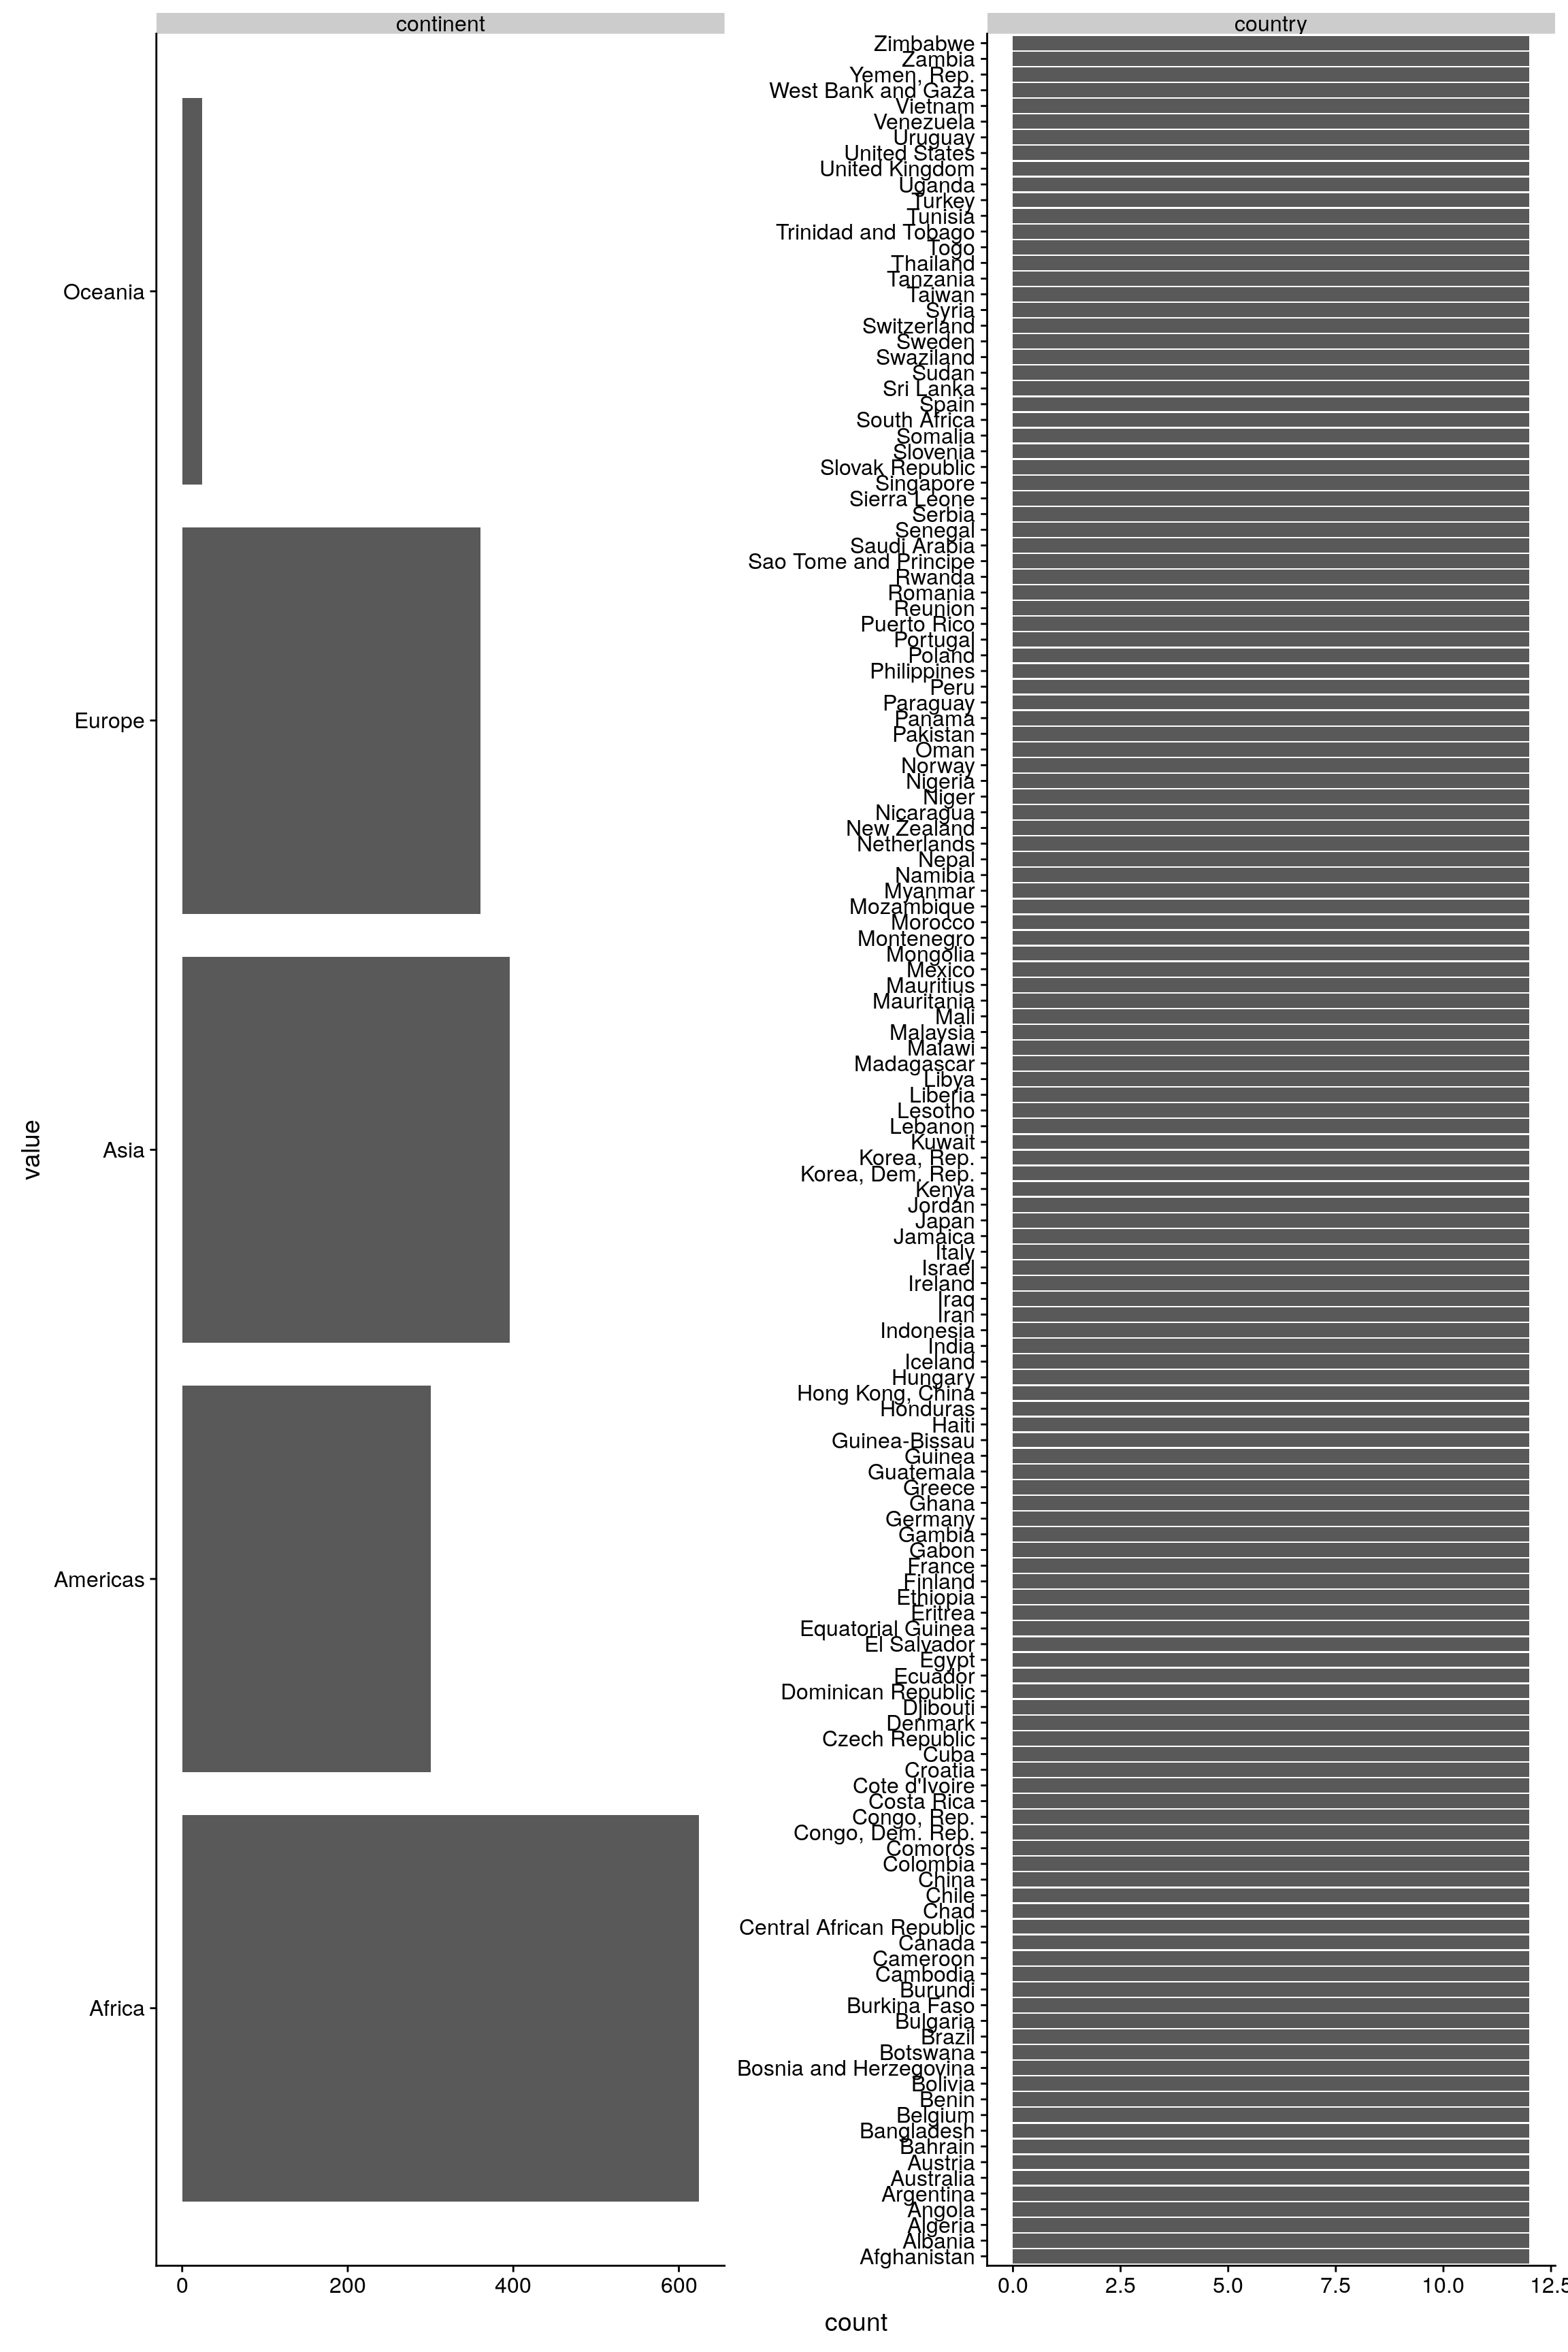 continent
country
value
Oceania
Europe
Asia
Americas
Africa
0
200
400
600
Zimbabwe
Zambia
Yemen, Rep.
West Bank and Gaza
Vietnam
Venezuela
Uruguay
United States
United Kingdom
Uganda
Turkey
Tunisia
Trinidad and Tobago
Togo
Thailand
Tanzania
Taiwan
Syria
Switzerland
Sweden
Swaziland
Sudan
Sri Lanka
Spain
South Africa
Somalia
Slovenia
Slovak Republic
Singapore
Sierra Leone
Serbia
Senegal
Saudi Arabia
Sao Tome and Principe
Rwanda
Romania
Reunion
Puerto Rico
Portugal
Poland
Philippines
Peru
Paraguay
Panama
Pakistan
Oman
Norway
Nigeria
Niger
Nicaragua
New Zealand
Netherlands
Nepal
Namibia
Myanmar
Mozambique
Morocco
Montenegro
Mongolia
Mexico
Mauritius
Mauritania
Mali
Malaysia
Malawi
Madagascar
Libya
Liberia
Lesotho
Lebanon
Kuwait
Korea, Rep.
Korea, Dem. Rep.
Kenya
Jordan
Japan
Jamaica
Italy
Israel
Ireland
Iraq
Iran
Indonesia
India
Iceland
Hungary
Hong Kong, China
Honduras
Haiti
Guinea-Bissau
Guinea
Guatemala
Greece
Ghana
Germany
Gambia
Gabon
France
Finland
Ethiopia
Eritrea
Equatorial Guinea
El Salvador
Egypt
Ecuador
Dominican Republic
Djibouti
Denmark
Czech Republic
Cuba
Croatia
Cote d'Ivoire
Costa Rica
Congo, Rep.
Congo, Dem. Rep.
Comoros
Colombia
China
Chile
Chad
Central African Republic
Canada
Cameroon
Cambodia
Burundi
Burkina Faso
Bulgaria
Brazil
Botswana
Bosnia and Herzegovina
Bolivia
Benin
Belgium
Bangladesh
Bahrain
Austria
Australia
Argentina
Angola
Algeria
Albania
Afghanistan
0.0
2.5
5.0
7.5
10.0
12.5
count